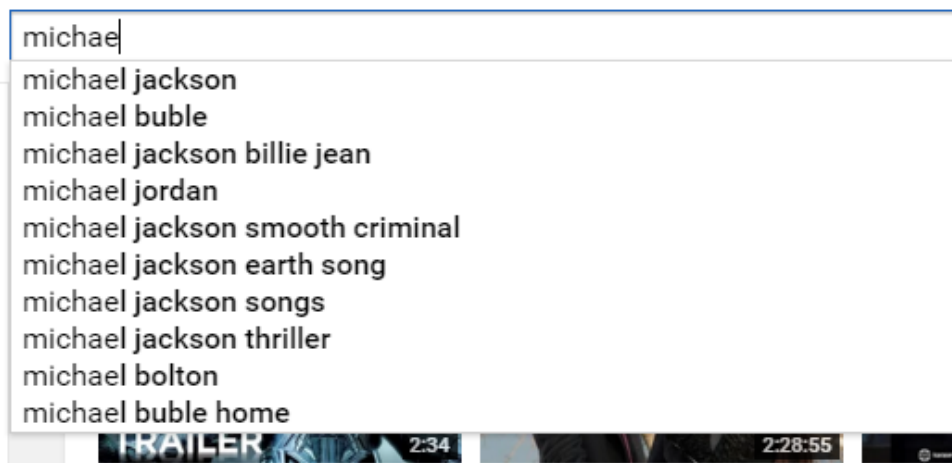 michae
michael jackson
michael buble
michael jackson billie jean
michael jordan
michael jackson smooth criminal
michael jackson earth song
michael jackson songs
michael jackson thriller
michael bolton
michael buble home
TRAILER 2:34 2:28:55